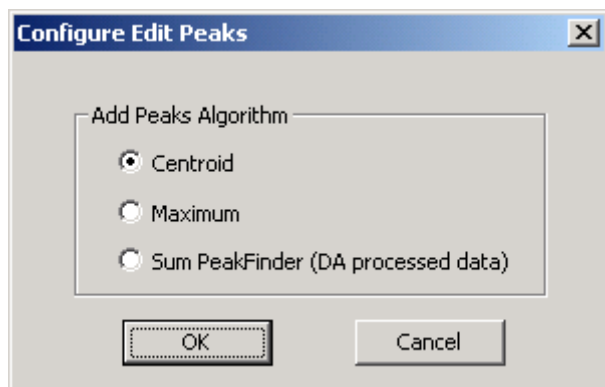 Configure Edit Peaks
Add Peaks Algorithm
Centroid
Maximum
Sum PeakFinder (DA processed data)
OK
Cancel